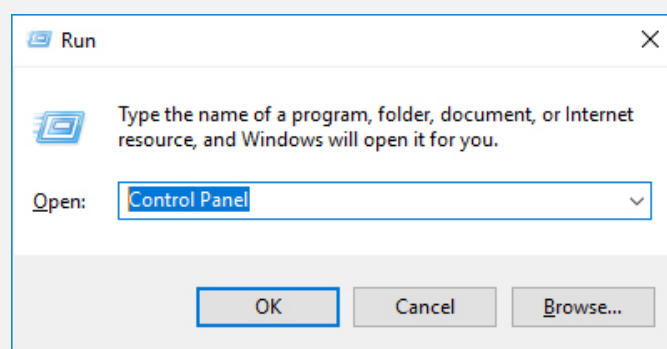 Run
Type the name of a program, folder, document, or Internet
resource, and Windows will open it for you.
Open: Control Panel
OK Cancel Browse...